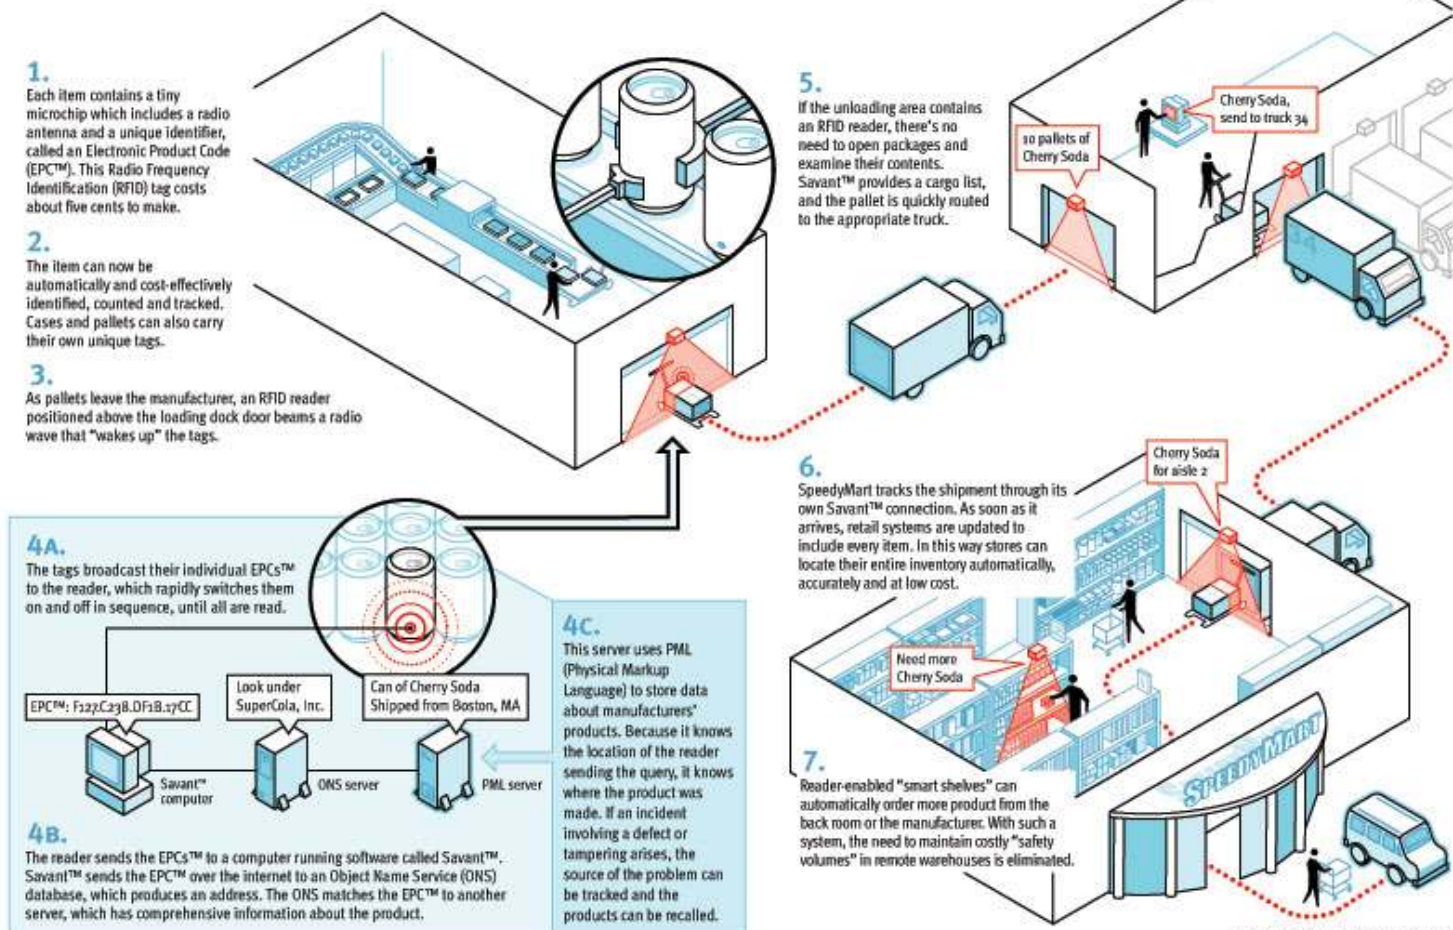 1.
Each item contains a tiny
microchip which includes a radio
antenna and a unique identifier,
called an Electronic Product Code
(EPC™). This Radio Frequency
Identification (RFID) tag costs
about five cents to make.
2.
The item can now be
automatically and cost-effectively
identified, counted and tracked.
Cases and pallets can also carry
their own unique tags.
3.
As pallets leave the manufacturer, an RFID reader
positioned above the loading dock door beams a radio
wave that "wakes up" the tags.
4A.
The tags broadcast their individual EPCs™
to the reader, which rapidly switches them
on and off in sequence, until all are read.
EPC™: F127.C238.DF1B.17CC
Look under
SuperCola, Inc.
Can of Cherry Soda
Shipped from Boston, MA
Savant™
computer
ONS server
PML server
4B.
The reader sends the EPCs™ to a computer running software called Savant™.
Savant™ sends the EPC™ over the internet to an Object Name Service (ONS)
database, which produces an address. The ONS matches the EPC™ to another
server, which has comprehensive information about the product.
4C.
This server uses PML
(Physical Markup
Language) to store data
about manufacturers'
products. Because it knows
the location of the reader
sending the query, it knows
where the product was
made. If an incident
involving a defect or
tampering arises, the
source of the problem can
be tracked and the
products can be recalled.
5.
If the unloading area contains
an RFID reader, there's no
need to open packages and
examine their contents.
Savant™ provides a cargo list,
and the pallet is quickly routed
to the appropriate truck.
10 pallets of
Cherry Soda
Cherry Soda,
send to truck 34
34
6.
SpeedyMart tracks the shipment through its
own Savant™ connection. As soon as it
arrives, retail systems are updated to
include every item. In this way stores can
locate their entire inventory automatically,
accurately and at low cost.
Cherry Soda
for aisle 2
Need more
Cherry Soda
7.
Reader-enabled "smart shelves" can
automatically order more product from the
back room or the manufacturer. With such a
system, the need to maintain costly "safety
volumes" in remote warehouses is eliminated.
SPEEDYMART